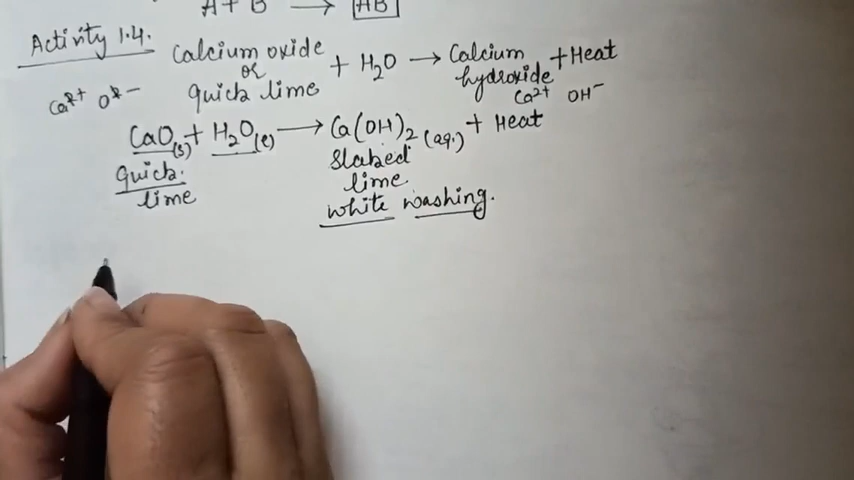 A + B → AB
Activity 1.4.
Calcium oxide or quick lime + H2O → Calcium hydroxide + Heat
Ca2+ O2- Ca2+ OH-
CaO(s) + H2O(l) → Ca(OH)2 (aq.) + Heat
quick lime slaked lime
white washing.